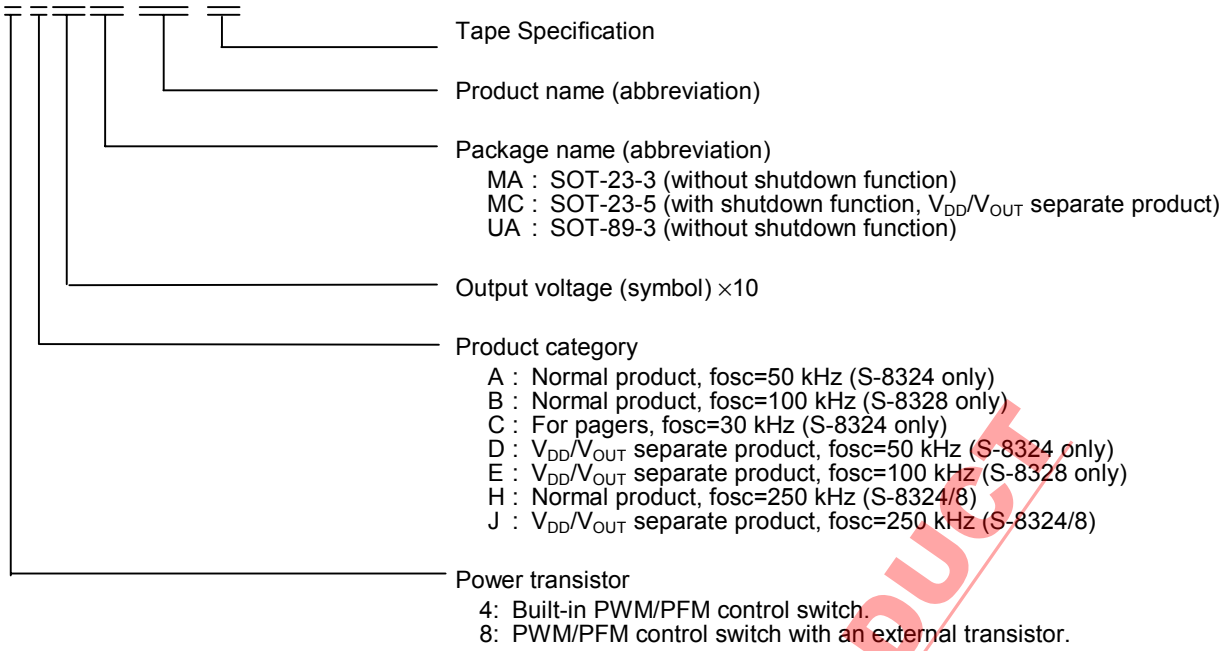 Tape Specification
Product name (abbreviation)
Package name (abbreviation)
MA : SOT-23-3 (without shutdown function)
MC : SOT-23-5 (with shutdown function, VDD/VOUT separate product)
UA : SOT-89-3 (without shutdown function)
Output voltage (symbol) ×10
Product category
A : Normal product, fosc=50 kHz (S-8324 only)
B : Normal product, fosc=100 kHz (S-8328 only)
C : For pagers, fosc=30 kHz (S-8324 only)
D : VDD/VOUT separate product, fosc=50 kHz (S-8324 only)
E : VDD/VOUT separate product, fosc=100 kHz (S-8328 only)
H : Normal product, fosc=250 kHz (S-8324/8)
J : VDD/VOUT separate product, fosc=250 kHz (S-8324/8)
Power transistor
4: Built-in PWM/PFM control switch.
8: PWM/PFM control switch with an external transistor.
DUCT